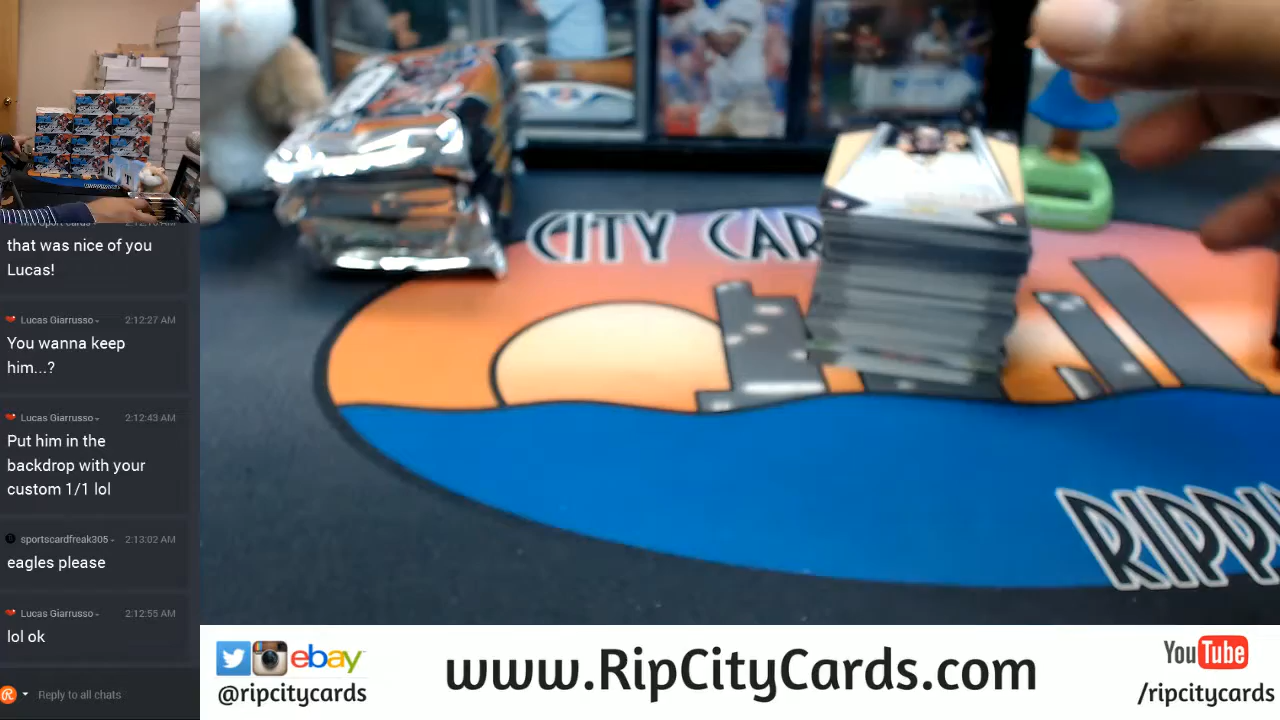 that was nice of you
Lucas!
Lucas Giarrusso 2:12:27 AM
You wanna keep
him...?
Lucas Giarrusso 2:12:43 AM
Put him in the
backdrop with your
custom 1/1 lol
sportscardfreak305 2:13:02 AM
eagles please
Lucas Giarrusso 2:12:55 AM
lol ok
Reply to all chats
CITY CAR
RIPPI
ebay
@ripcitycards
www.RipCityCards.com
YouTube
/ripcitycards